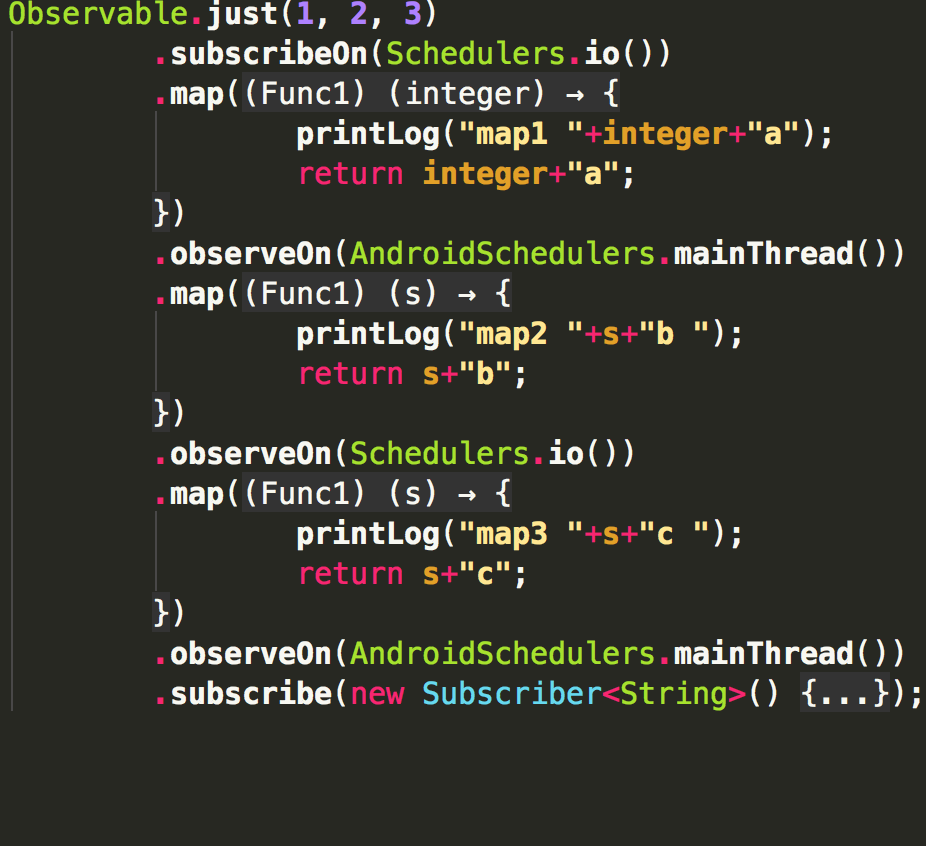 Observable.just(1, 2, 3)
.subscribeOn(Schedulers.io())
.map((Func1) (integer) → {
printLog("map1 "+integer+"a");
return integer+"a";
})
.observeOn(AndroidSchedulers.mainThread())
.map((Func1) (s) → {
printLog("map2 "+s+"b ");
return s+"b";
})
.observeOn(Schedulers.io())
.map((Func1) (s) → {
printLog("map3 "+s+"c ");
return s+"c";
})
.observeOn(AndroidSchedulers.mainThread())
.subscribe(new Subscriber<String>() {...});